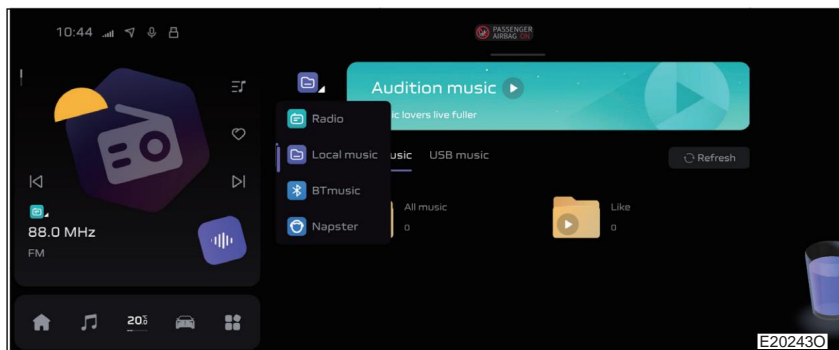 10:44
PASSENGER
AIRBAG ON
Audition music
ic lovers live fuller
Radio
Local music
BTmusic
Napster
usic
USB music
Refresh
All music
0
Like
0
88.0 MHz
FM
20.5
E20243O